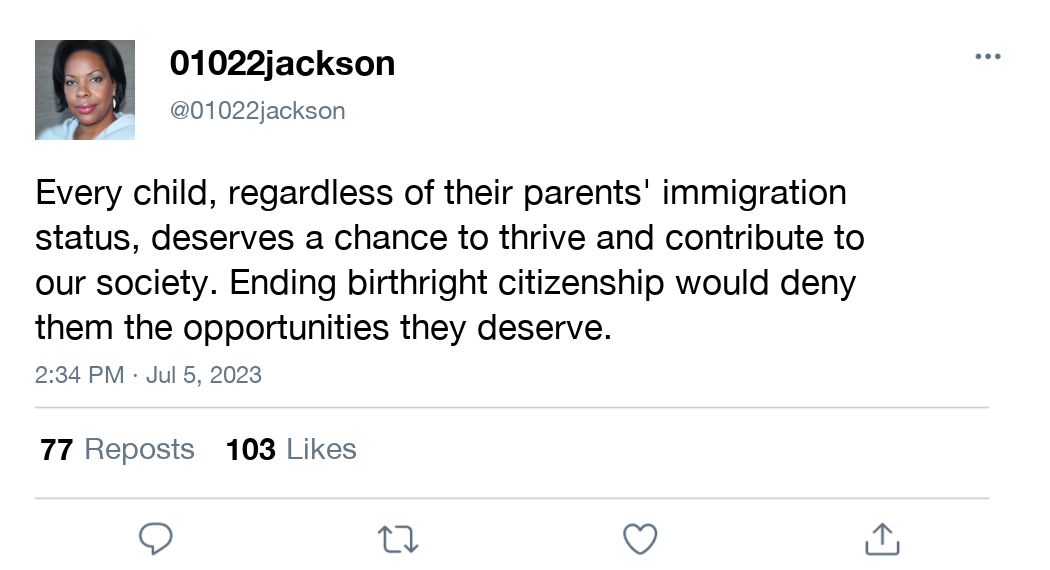 01022jackson
@01022jackson
Every child, regardless of their parents' immigration
status, deserves a chance to thrive and contribute to
our society. Ending birthright citizenship would deny
them the opportunities they deserve.
2:34 PM · Jul 5, 2023
77 Reposts 103 Likes